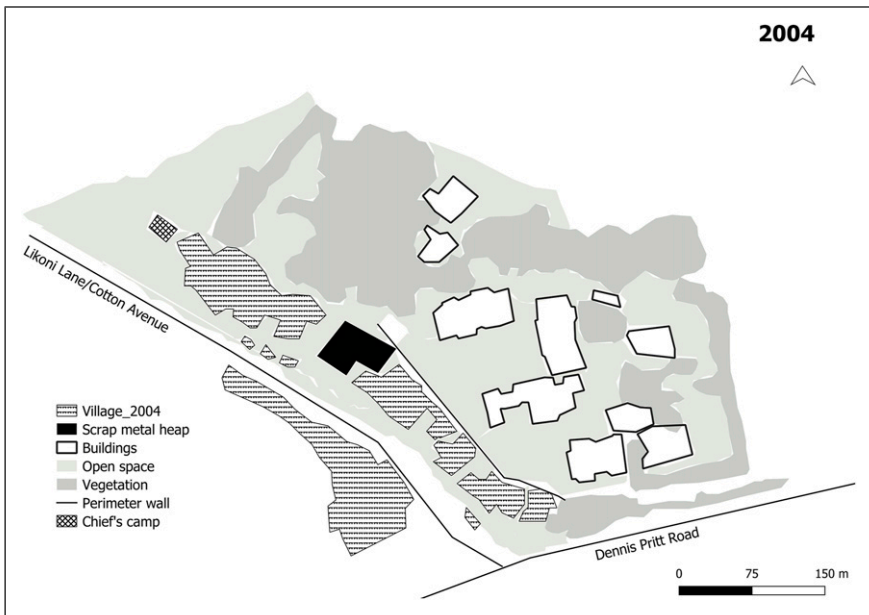 2004
Likoni Lane/Cotton Avenue
Village_2004
Scrap metal heap
Buildings
Open space
Vegetation
Perimeter wall
Chief's camp
Dennis Pritt Road
0 75 150 m